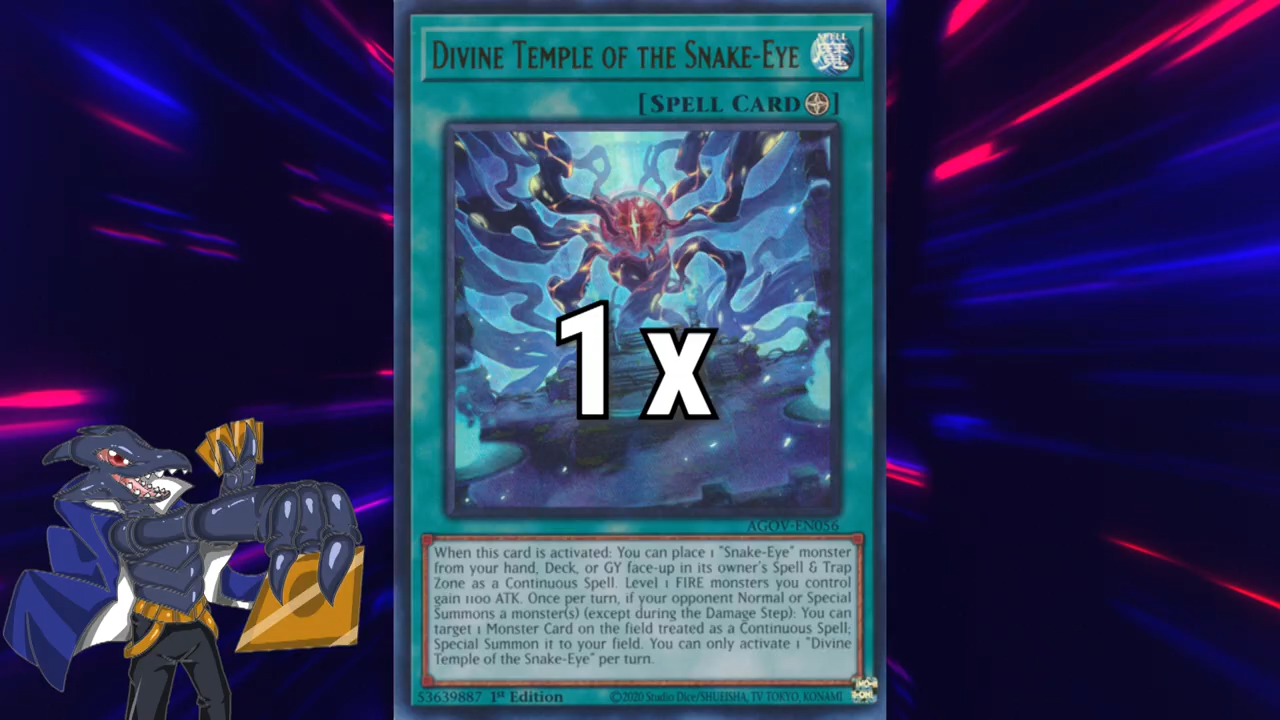 DIVINE TEMPLE OF THE SNAKE-EYE
SPELL
魔
[SPELL CARD]
1x
AGOV-EN056
When this card is activated: You can place 1 "Snake-Eye" monster
from your hand, Deck, or GY face-up in its owner's Spell & Trap
Zone as a Continuous Spell. Level 1 FIRE monsters you control
gain 1100 ATK. Once per turn, if your opponent Normal or Special
Summons a monster(s) (except during the Damage Step): You can
target 1 Monster Card on the field treated as a Continuous Spell;
Special Summon it to your field. You can only activate 1 "Divine
Temple of the Snake-Eye" per turn.
53639887 1st Edition ©2020 Studio Dice/SHUEISHA, TV TOKYO, KONAMI